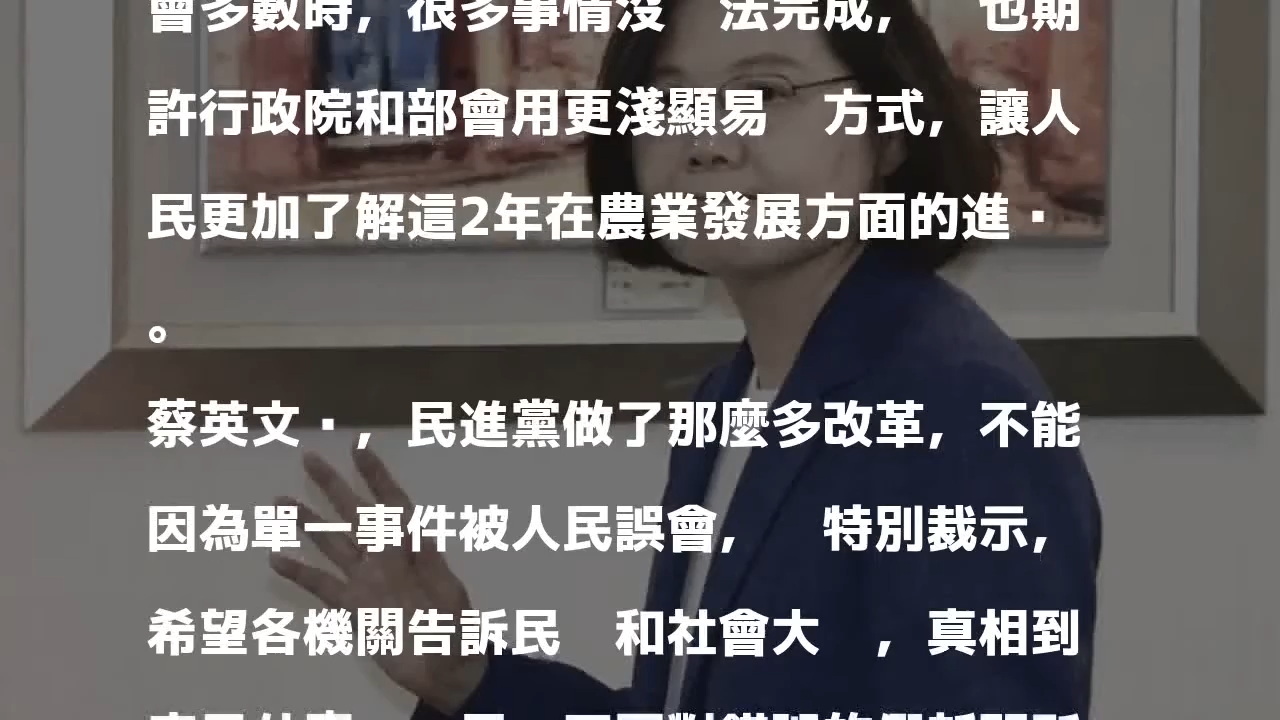 會多數時，很多事情沒　法完成，　也期
許行政院和部會用更淺顯易　方式，讓人
民更加了解這2年在農業發展方面的進·
。
蔡英文·，民進黨做了那麼多改革，不能
因為單一事件被人民誤會，　特別裁示，
希望各機關告訴民　和社會大　，真相到